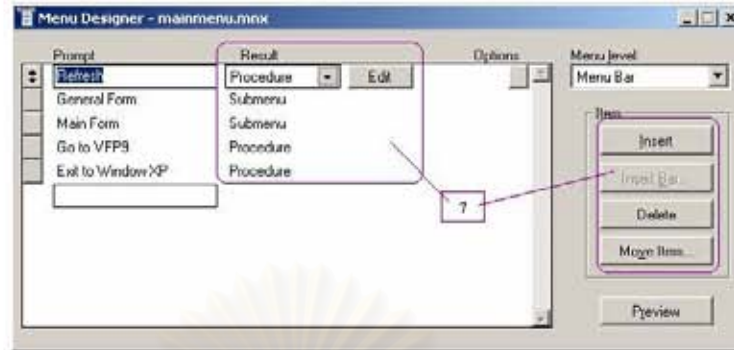 Menu Designer - mainmenu.mnx
Prompt Result Options Menu level
Refresh Procedure Edit Menu Bar
General Form Submenu
Main Form Submenu
Go to VFP9 Procedure
Exit to Window XP Procedure
Item
Insert
Insert Bar...
Delete
Move Item...
7
Preview